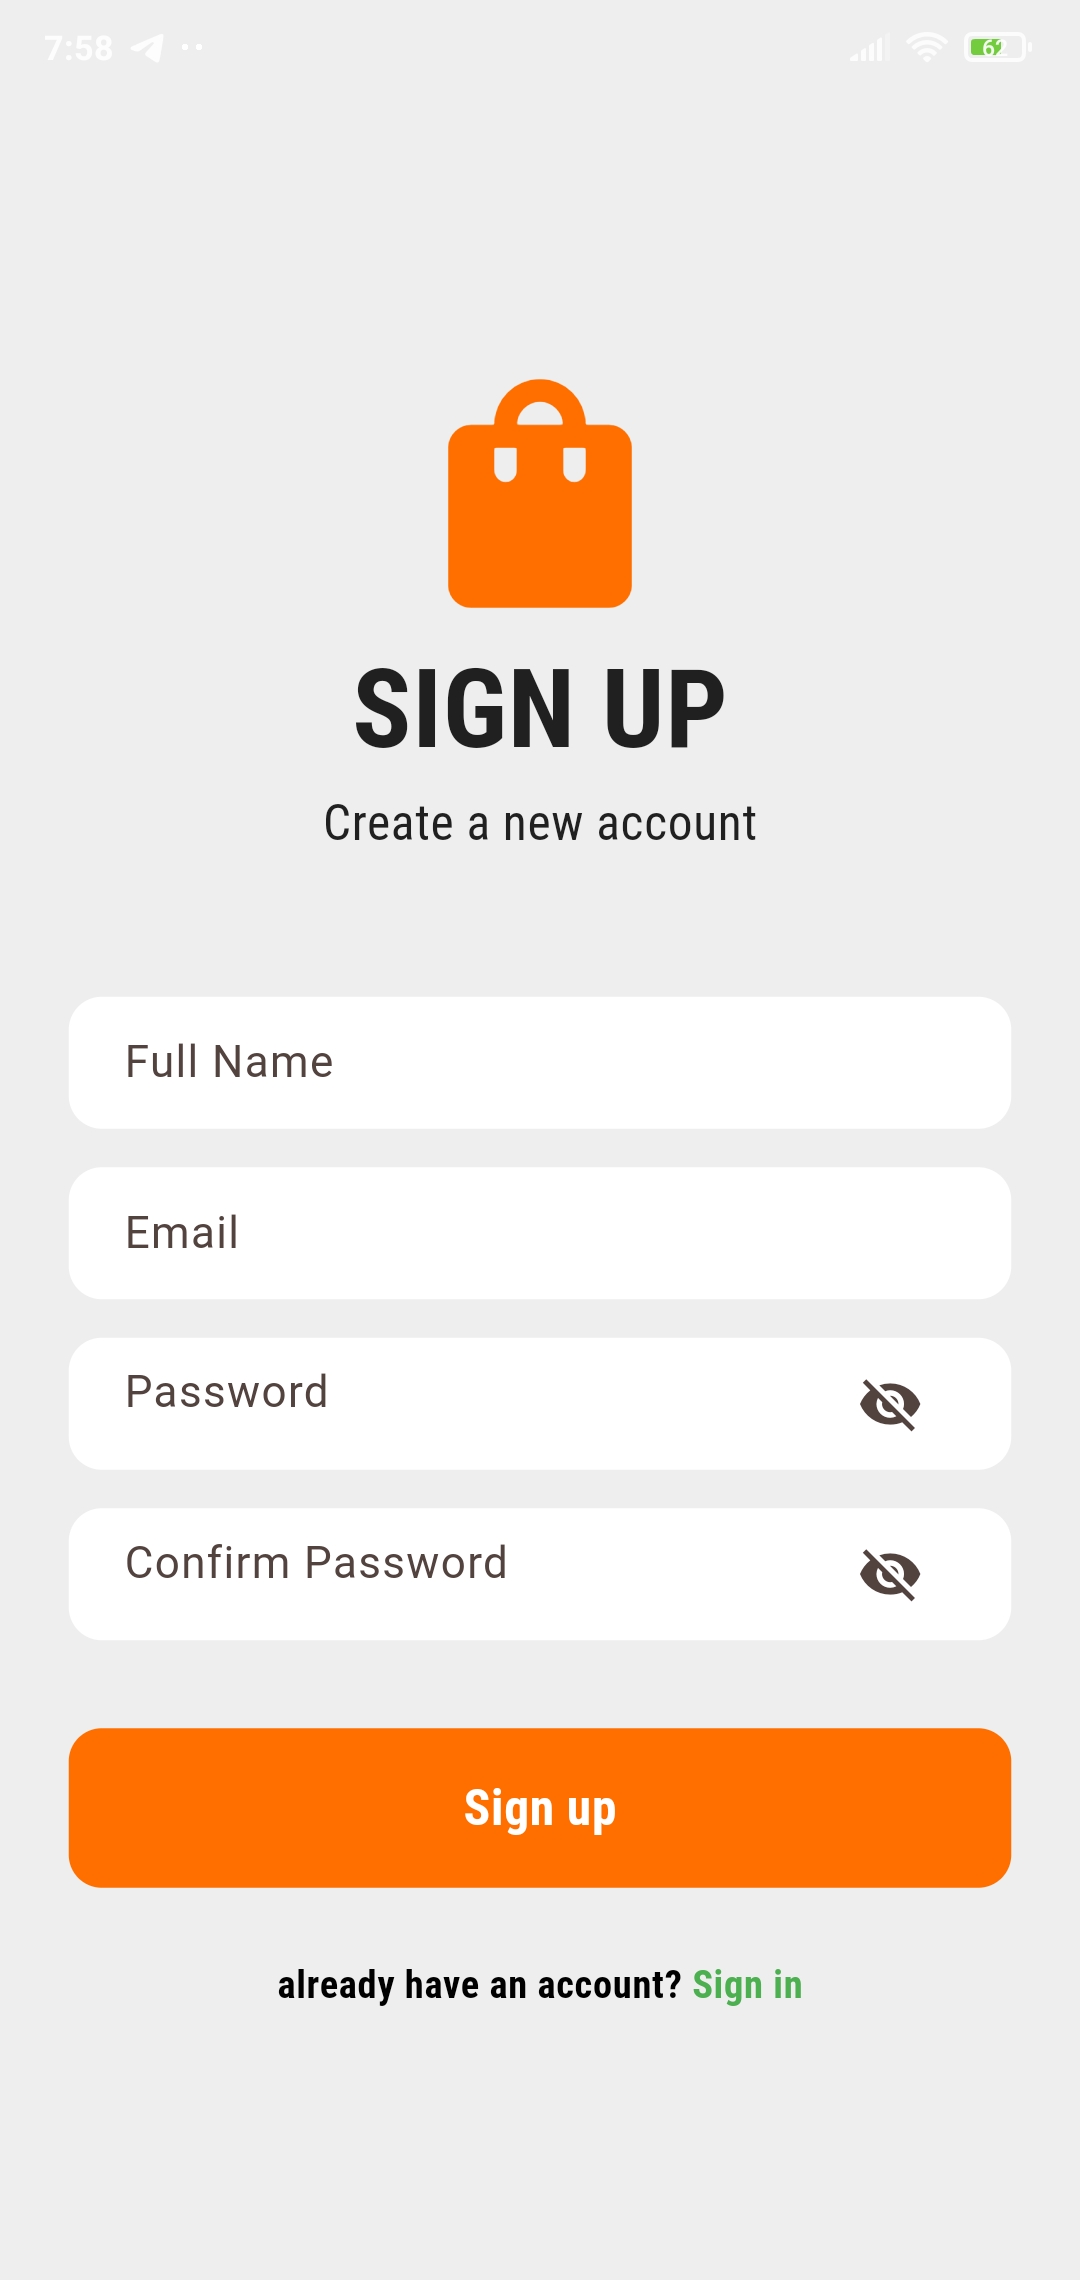 7:58
62
SIGN UP
Create a new account
Full Name
Email
Password
Confirm Password
Sign up
already have an account? Sign in